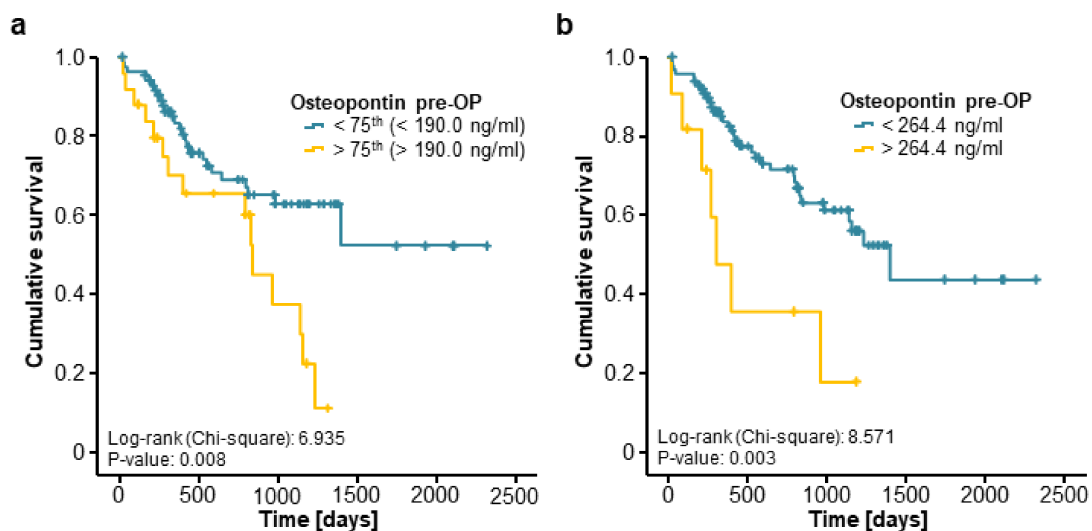 a
Cumulative survival
1.0
0.8
0.6
0.4
0.2
0
Osteopontin pre-OP
< 75th (< 190.0 ng/ml)
> 75th (> 190.0 ng/ml)
Log-rank (Chi-square): 6.935
P-value: 0.008
0 500 1000 1500 2000 2500
Time [days]
b
Cumulative survival
1.0
0.8
0.6
0.4
0.2
0
Osteopontin pre-OP
< 264.4 ng/ml
> 264.4 ng/ml
Log-rank (Chi-square): 8.571
P-value: 0.003
0 500 1000 1500 2000 2500
Time [days]